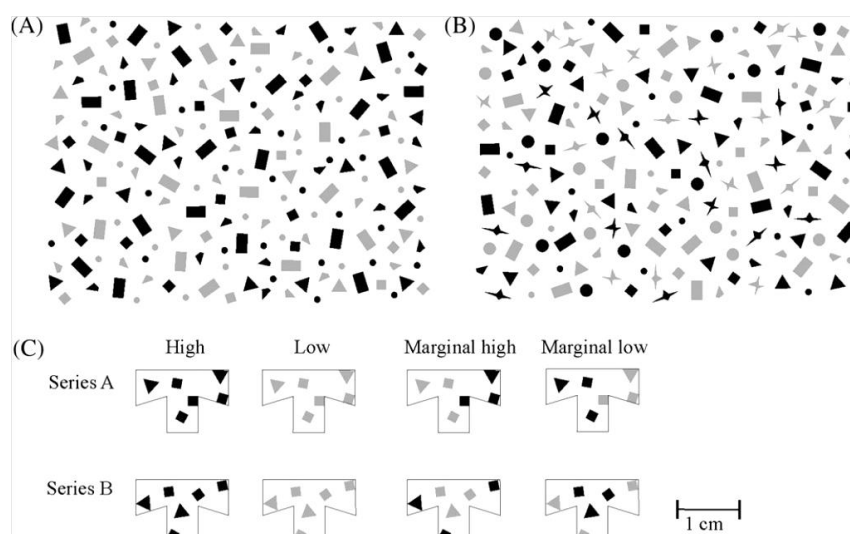 (A)
(B)
(C)
High Low Marginal high Marginal low
Series A
Series B
1 cm